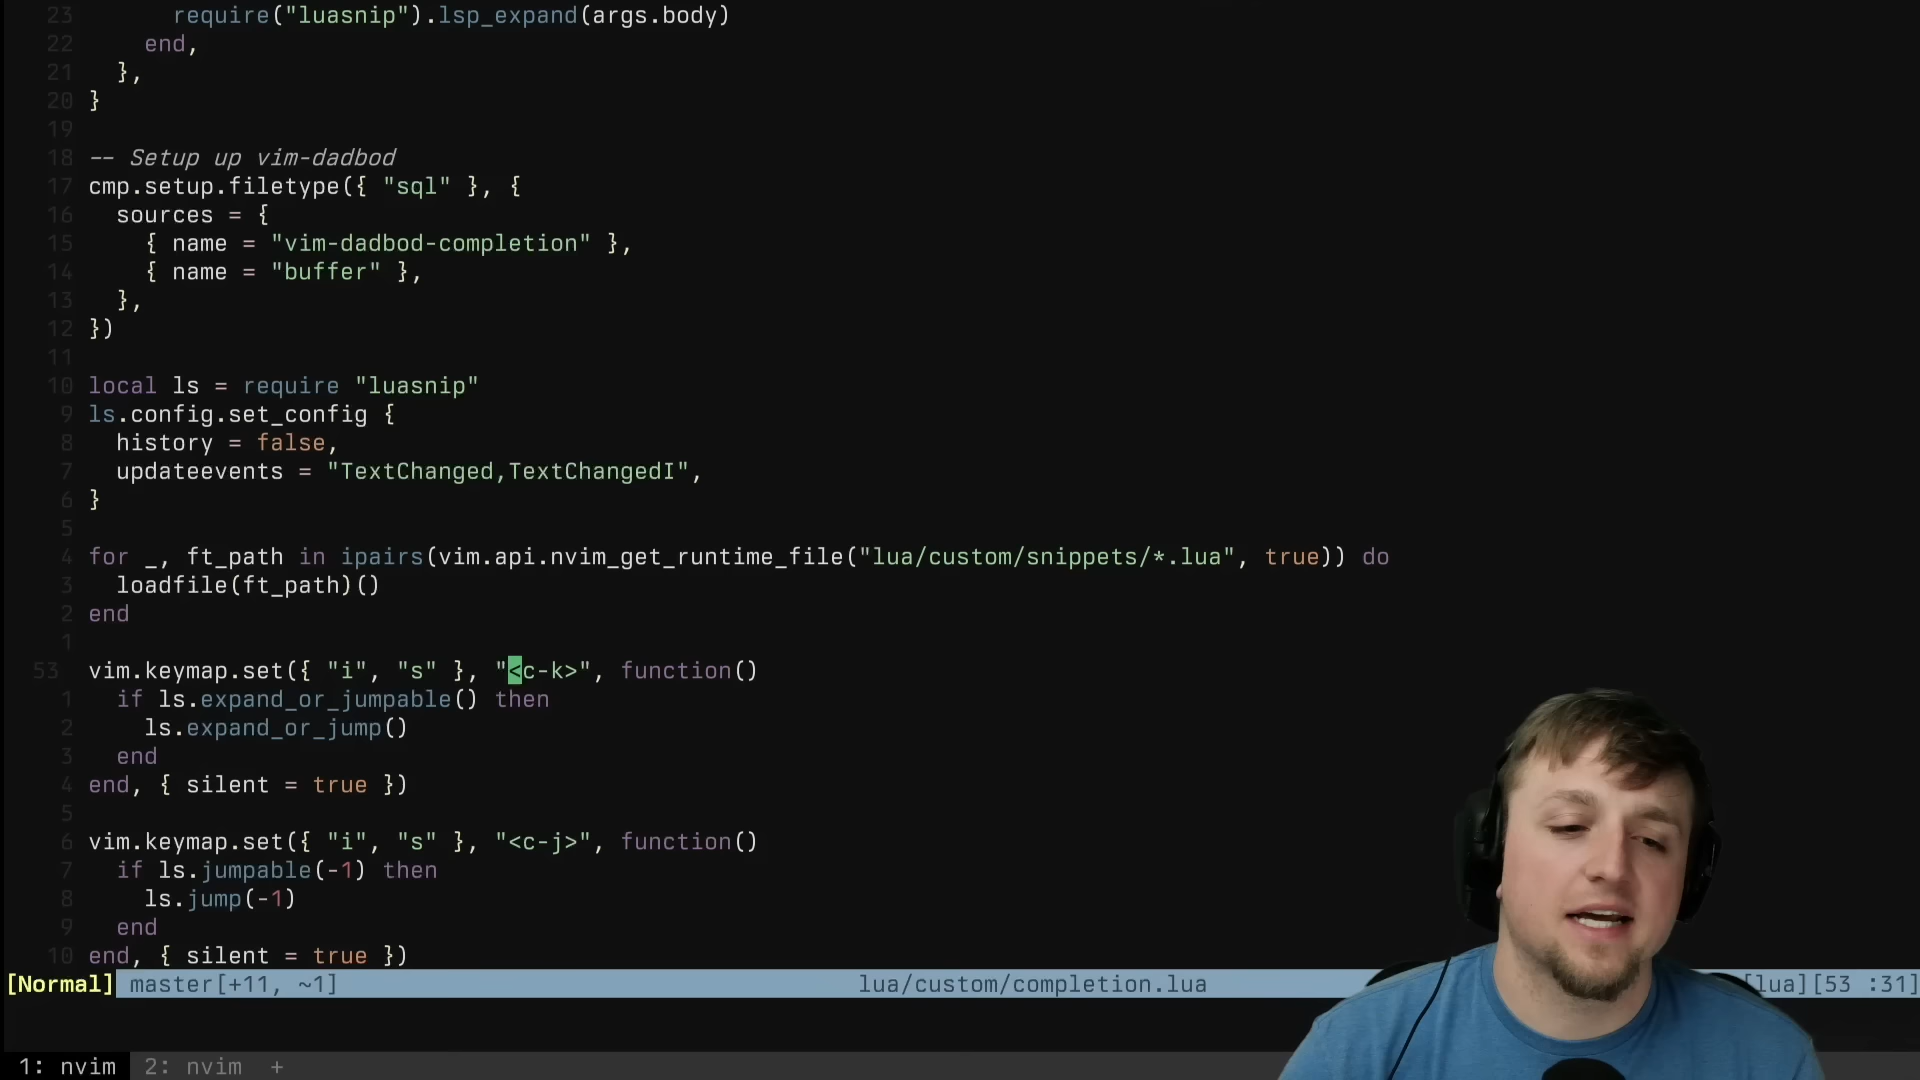 23 require("luasnip").lsp_expand(args.body)
22 end,
21 },
20 }
19
18 -- Setup up vim-dadbod
17 cmp.setup.filetype({ "sql" }, {
16 sources = {
15 { name = "vim-dadbod-completion" },
14 { name = "buffer" },
13 },
12 })
11
10 local ls = require "luasnip"
9 ls.config.set_config {
8 history = false,
7 updateevents = "TextChanged,TextChangedI",
6 }
5
4 for _, ft_path in ipairs(vim.api.nvim_get_runtime_file("lua/custom/snippets/*.lua", true)) do
3 loadfile(ft_path)()
2 end
1
53 vim.keymap.set({ "i", "s" }, "<c-k>", function()
1 if ls.expand_or_jumpable() then
2 ls.expand_or_jump()
3 end
4 end, { silent = true })
5
6 vim.keymap.set({ "i", "s" }, "<c-j>", function()
7 if ls.jumpable(-1) then
8 ls.jump(-1)
9 end
10 end, { silent = true })
[Normal] master[+11, ~1] lua/custom/completion.lua [lua][53 :31]
1: nvim 2: nvim +